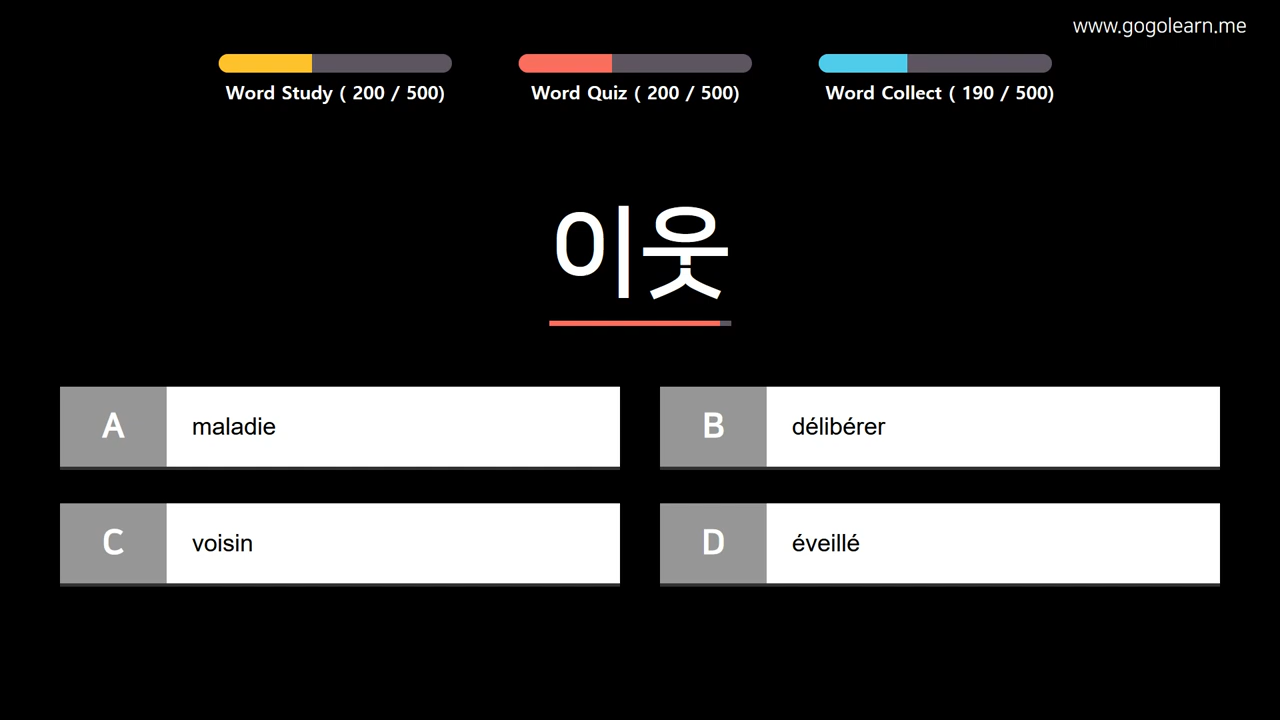 www.gogolearn.me
Word Study ( 200 / 500)
Word Quiz ( 200 / 500)
Word Collect ( 190 / 500)
이웃
A maladie
B délibérer
C voisin
D éveillé